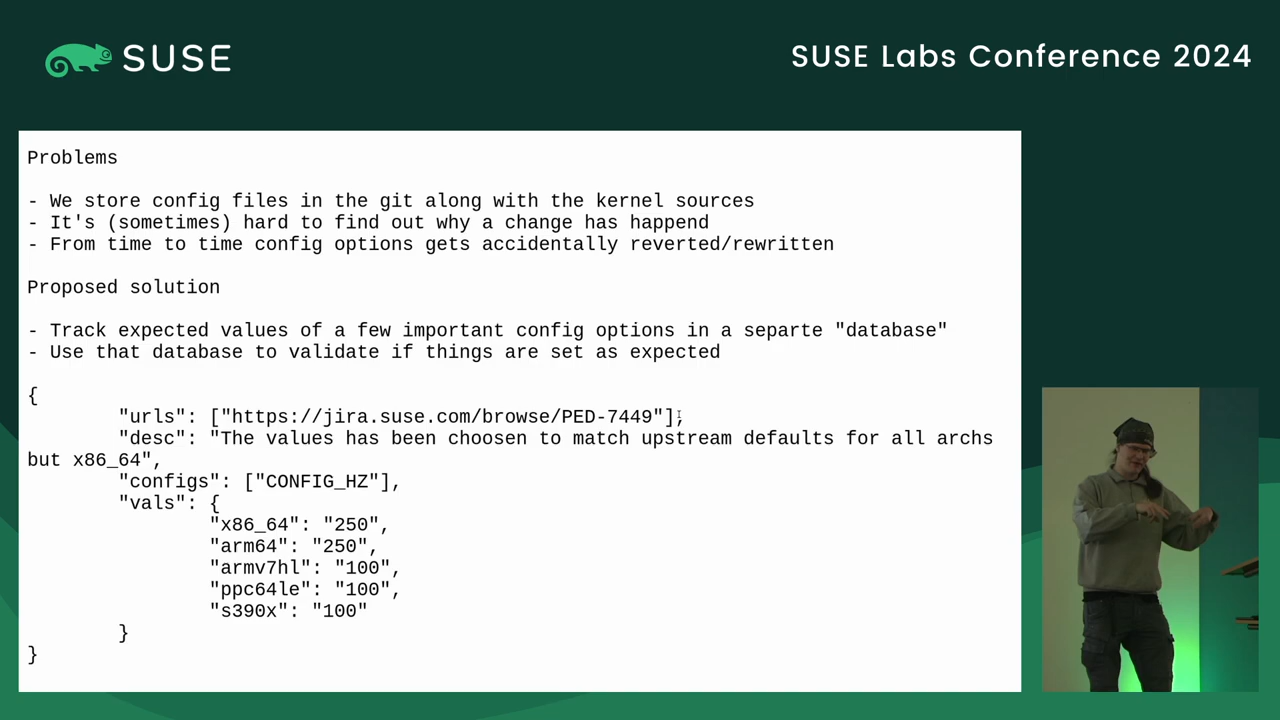 SUSE
SUSE Labs Conference 2024
Problems
- We store config files in the git along with the kernel sources
- It's (sometimes) hard to find out why a change has happend
- From time to time config options gets accidentally reverted/rewritten
Proposed solution
- Track expected values of a few important config options in a separte "database"
- Use that database to validate if things are set as expected
{
"urls": ["https://jira.suse.com/browse/PED-7449"],
"desc": "The values has been choosen to match upstream defaults for all archs
but x86_64",
"configs": ["CONFIG_HZ"],
"vals": {
"x86_64": "250",
"arm64": "250",
"armv7hl": "100",
"ppc64le": "100",
"s390x": "100"
}
}